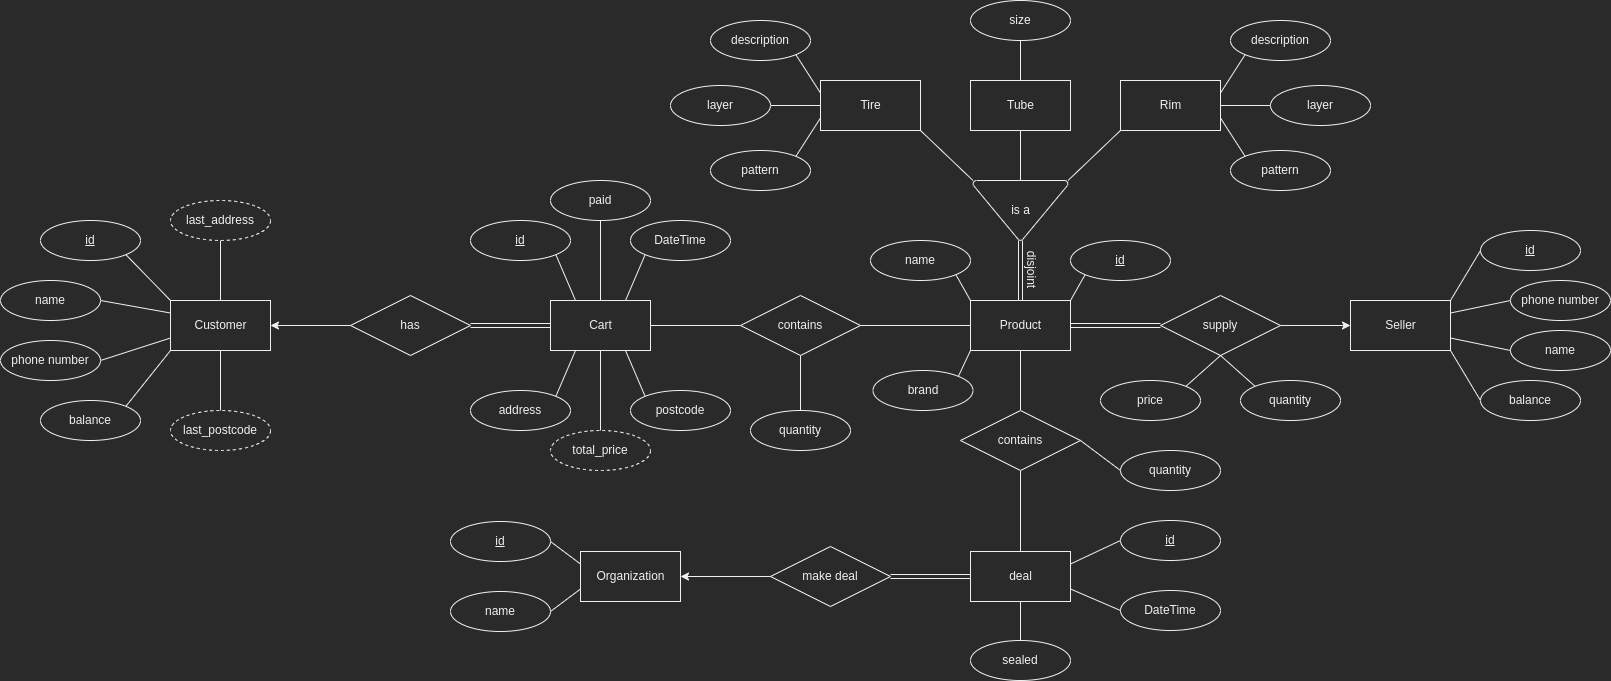 size
description
description
Tire
Tube
Rim
layer
layer
pattern
pattern
is a
disjoint
paid
last_address
id
id
DateTime
name
id
id
name
phone number
Customer
has
Cart
contains
Product
supply
Seller
phone number
name
balance
last_postcode
address
total_price
postcode
quantity
brand
price
quantity
balance
contains
quantity
id
name
Organization
make deal
deal
id
DateTime
sealed